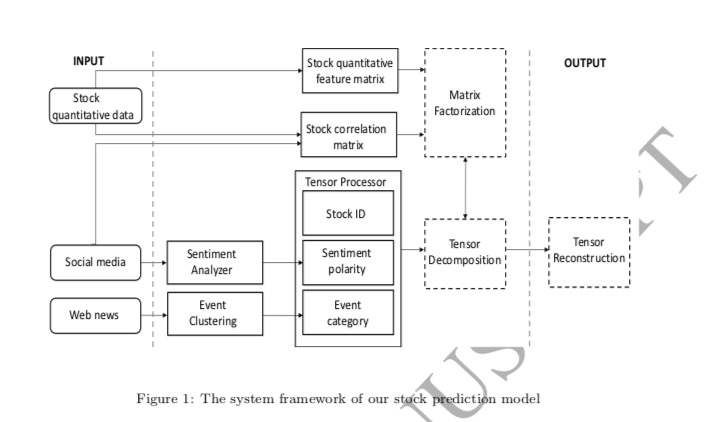 INPUT
OUTPUT
Stock quantitative
feature matrix
Matrix
Factorization
Stock
quantitative data
Stock correlation
matrix
Tensor Processor
Stock ID
Social media
Sentiment
Analyzer
Sentiment
polarity
Tensor
Decomposition
Tensor
Reconstruction
Web news
Event
Clustering
Event
category
Figure 1: The system framework of our stock prediction model